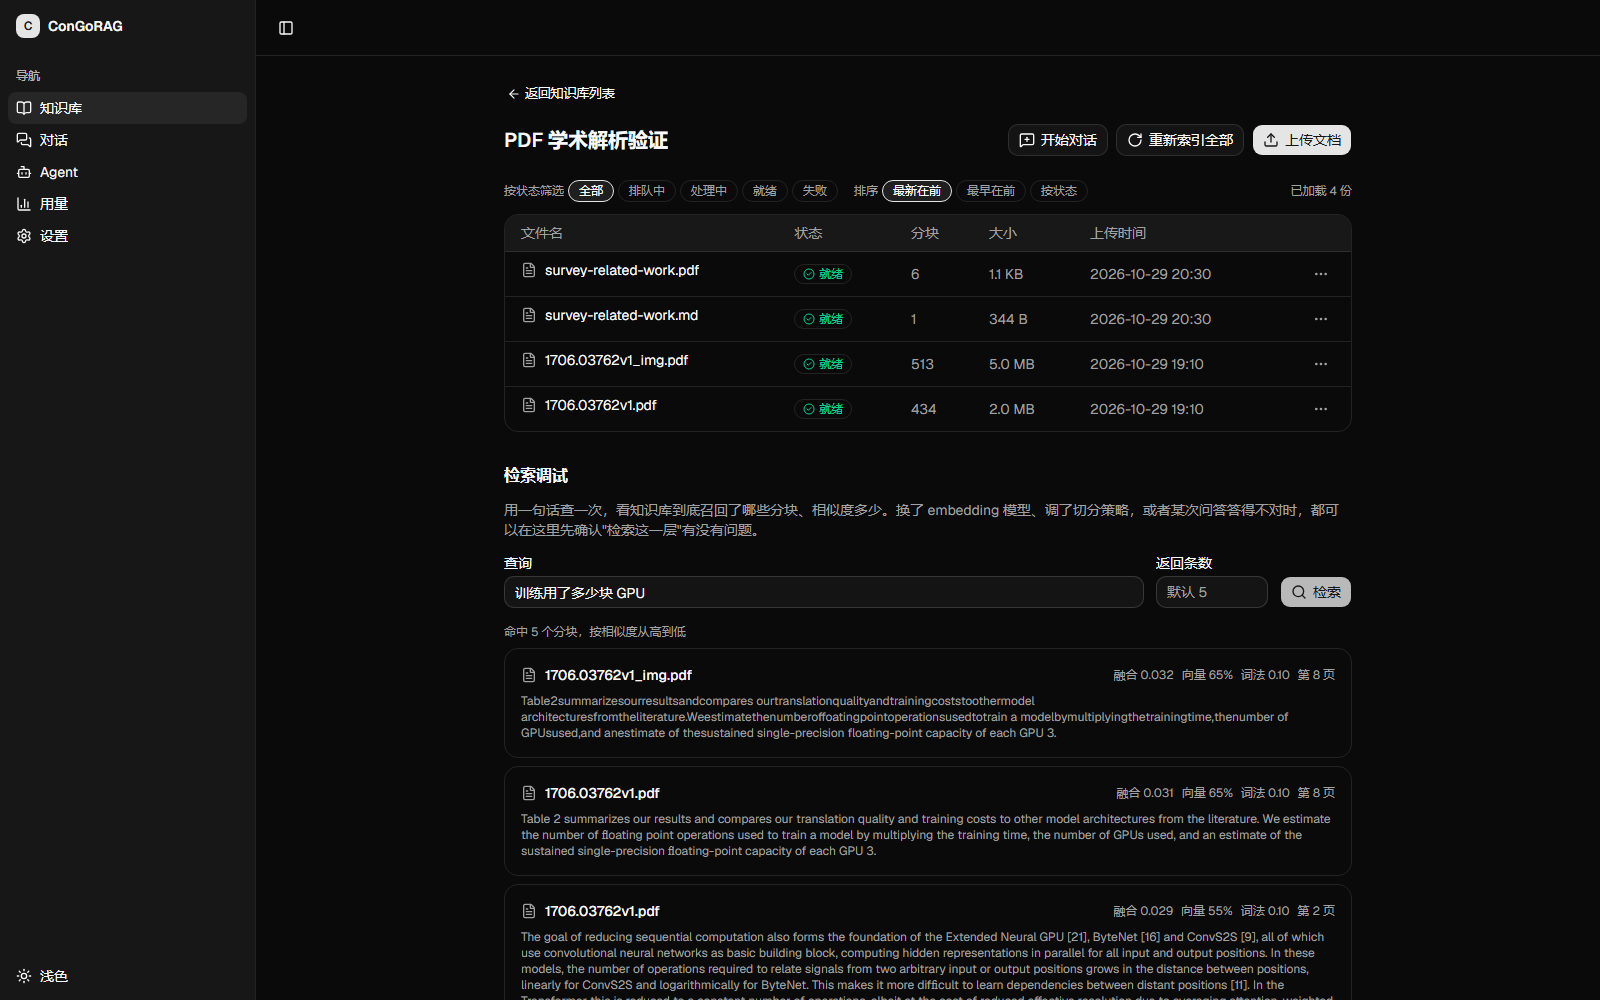 C ConGoRAG
导航
知识库
对话
Agent
用量
设置
浅色
返回知识库列表
PDF 学术解析验证
开始对话
重新索引全部
上传文档
按状态筛选 全部 排队中 处理中 就绪 失败 排序 最新在前 最早在前 按状态 已加载 4 份
文件名 状态 分块 大小 上传时间
survey-related-work.pdf 就绪 6 1.1 KB 2026-10-29 20:30
survey-related-work.md 就绪 1 344 B 2026-10-29 20:30
1706.03762v1_img.pdf 就绪 513 5.0 MB 2026-10-29 19:10
1706.03762v1.pdf 就绪 434 2.0 MB 2026-10-29 19:10
检索调试
用一句话查一次，看知识库到底召回了哪些分块、相似度多少。换了 embedding 模型、调了切分策略，或者某次问答答得不对时，都可
以在这里先确认"检索这一层"有没有问题。
查询 返回条数
训练用了多少块 GPU 默认 5 检索
命中 5 个分块，按相似度从高到低
1706.03762v1_img.pdf 融合 0.032 向量 65% 词法 0.10 第 8 页
Table2summarizesourresultsandcompares ourtranslationqualityandtrainingcoststoothermodel
architecturesfromtheliterature.Weestimatethenumberoffoatingpointoperationsusedtotrain a modelbymultiplyingthetrainingtime,thenumber of
GPUsused,and anestimate of thesustained single-precision floating-point capacity of each GPU 3.
1706.03762v1.pdf 融合 0.031 向量 65% 词法 0.10 第 8 页
Table 2 summarizes our results and compares our translation quality and training costs to other model architectures from the literature. We estimate
the number of floating point operations used to train a model by multiplying the training time, the number of GPUs used, and an estimate of the
sustained single-precision floating-point capacity of each GPU 3.
1706.03762v1.pdf 融合 0.029 向量 55% 词法 0.10 第 2 页
The goal of reducing sequential computation also forms the foundation of the Extended Neural GPU [21], ByteNet [16] and ConvS2S [9], all of which
use convolutional neural networks as basic building block, computing hidden representations in parallel for all input and output positions. In these
models, the number of operations required to relate signals from two arbitrary input or output positions grows in the distance between positions,
linearly for ConvS2S and logarithmically for ByteNet. This makes it more difficult to learn dependencies between distant positions [11]. In the
Transformer this is reduced to a constant number of operations, albeit at the cost of reduced effective resolution due to averaging attention-weighted